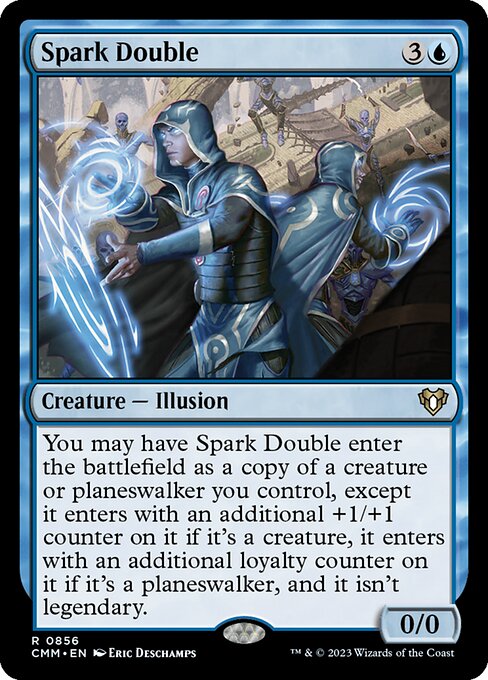 Spark Double 3
Creature — Illusion
You may have Spark Double enter
the battlefield as a copy of a creature
or planeswalker you control, except
it enters with an additional +1/+1
counter on it if it's a creature, it enters
with an additional loyalty counter on
it if it's a planeswalker, and it isn't
legendary.
0/0
R 0856
CMM • EN Eric Deschamps
™ & © 2023 Wizards of the Coast